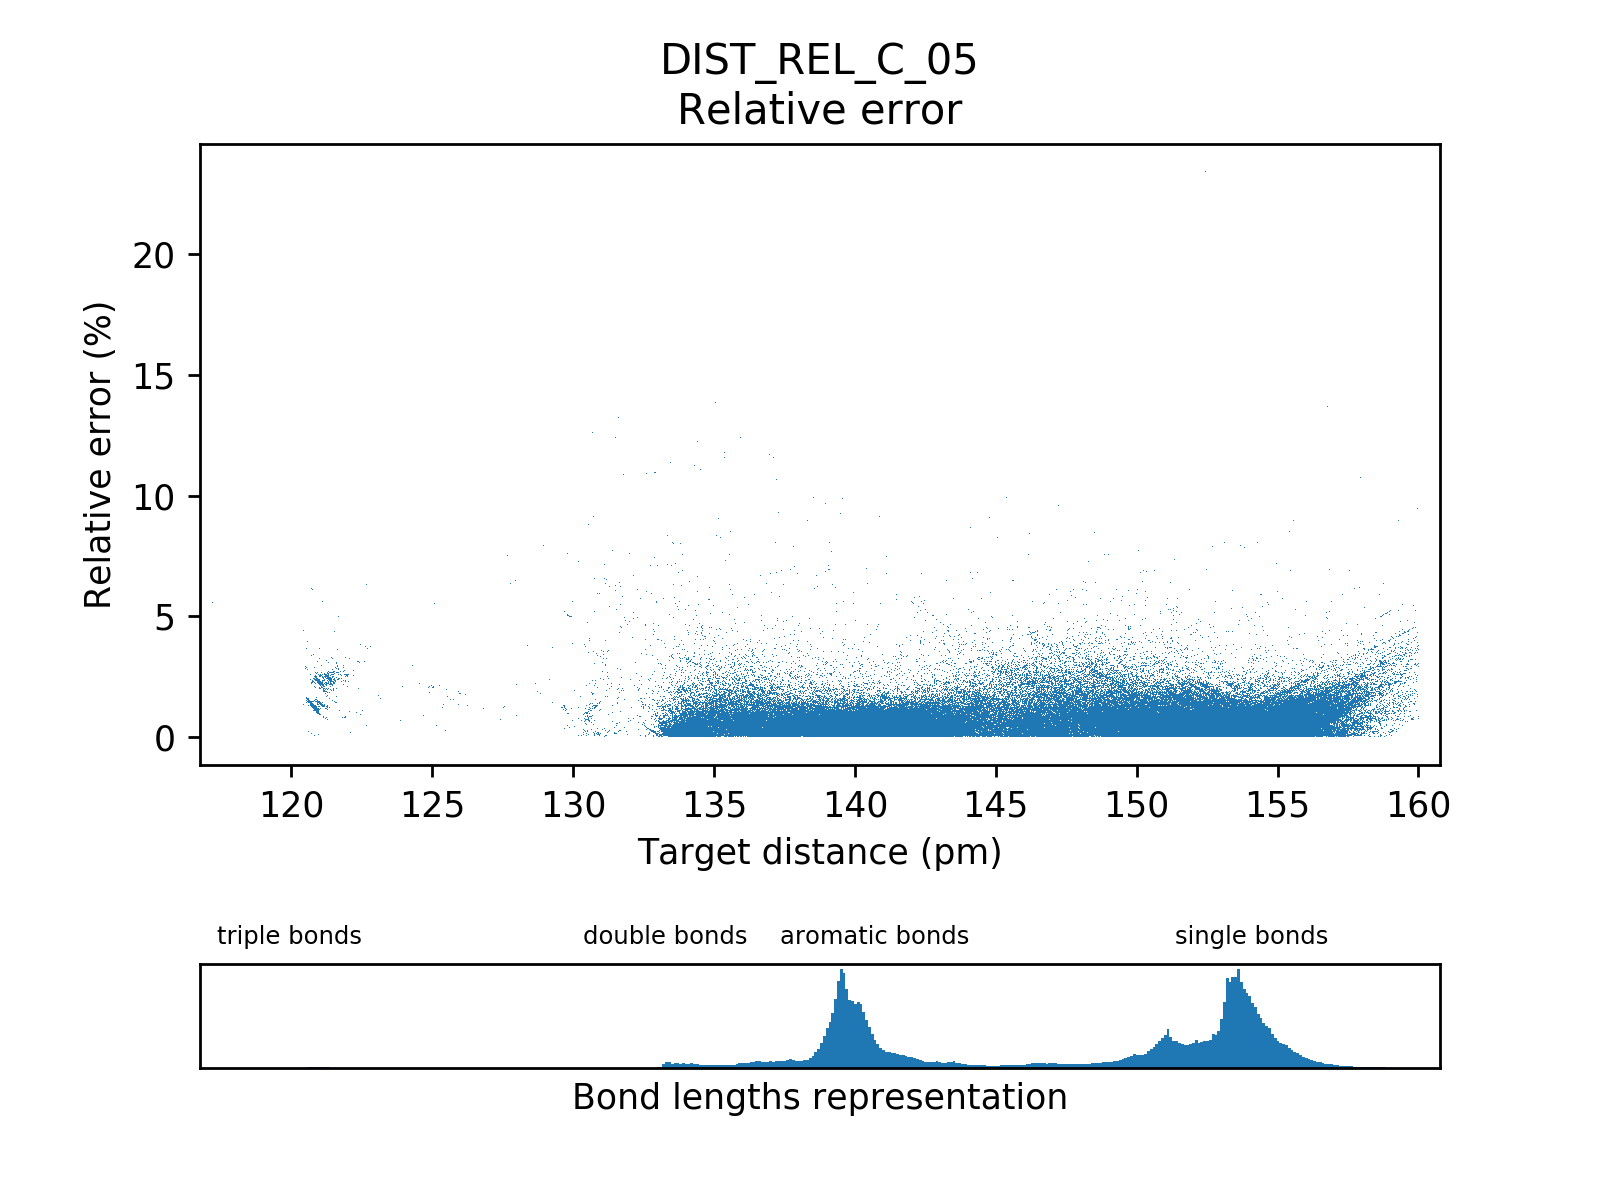 DIST_REL_C_05
Relative error
Relative error (%)
20
15
10
5
0
120 125 130 135 140 145 150 155 160
Target distance (pm)
triple bonds double bonds aromatic bonds single bonds
Bond lengths representation